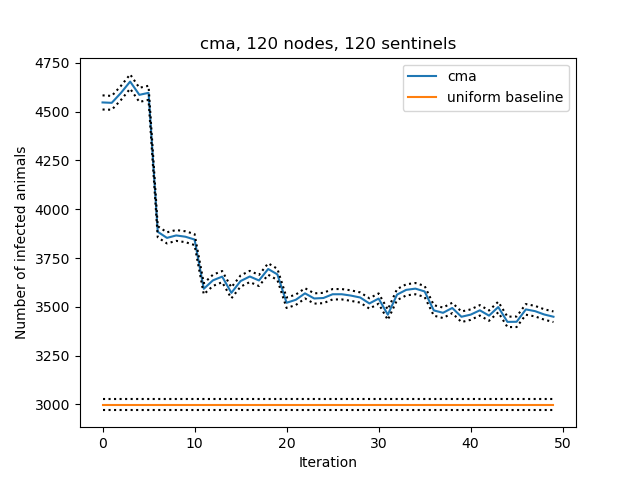 cma, 120 nodes, 120 sentinels
cma
uniform baseline
4750
4500
4250
4000
3750
3500
3250
3000
Number of infected animals
0 10 20 30 40 50
Iteration